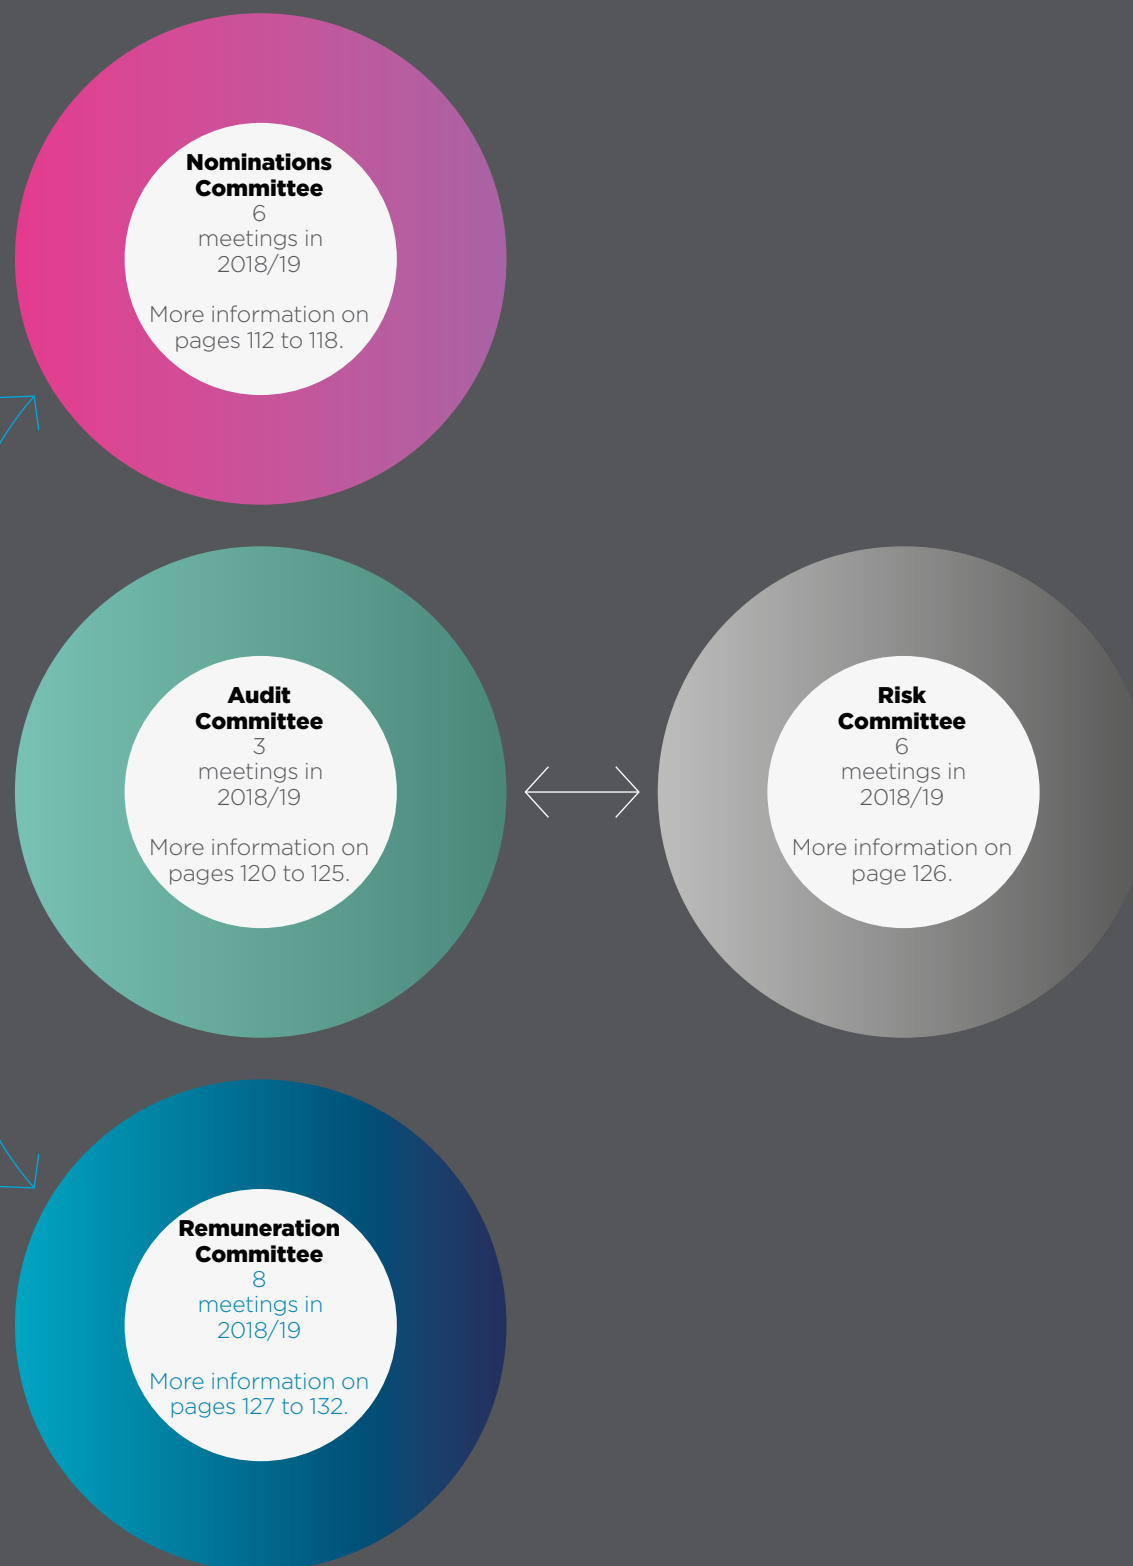 Nominations
Committee
6
meetings in
2018/19
More information on
pages 112 to 118.
Audit
Committee
3
meetings in
2018/19
More information on
pages 120 to 125.
Risk
Committee
6
meetings in
2018/19
More information on
page 126.
Remuneration
Committee
8
meetings in
2018/19
More information on
pages 127 to 132.